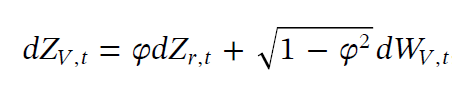 dZ_{V,t} = φdZ_{r,t} + √(1 − φ²) dW_{V,t}